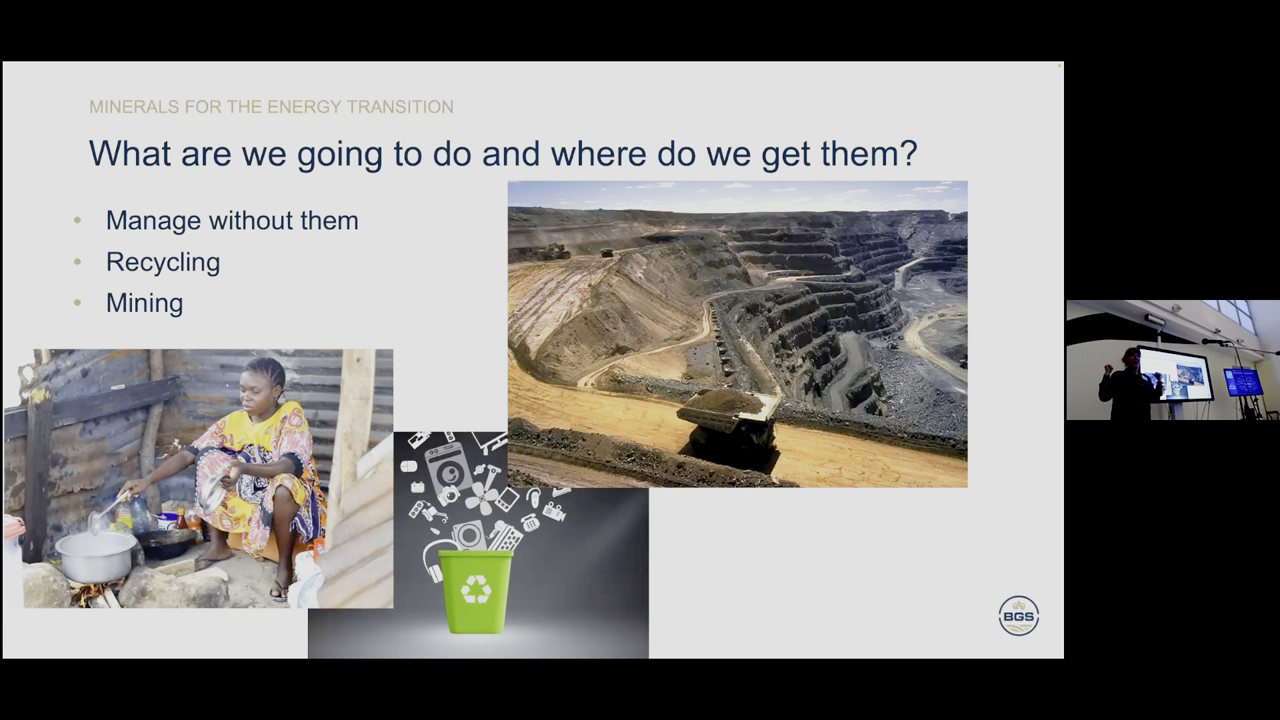 MINERALS FOR THE ENERGY TRANSITION
What are we going to do and where do we get them?
• Manage without them
• Recycling
• Mining
BGS